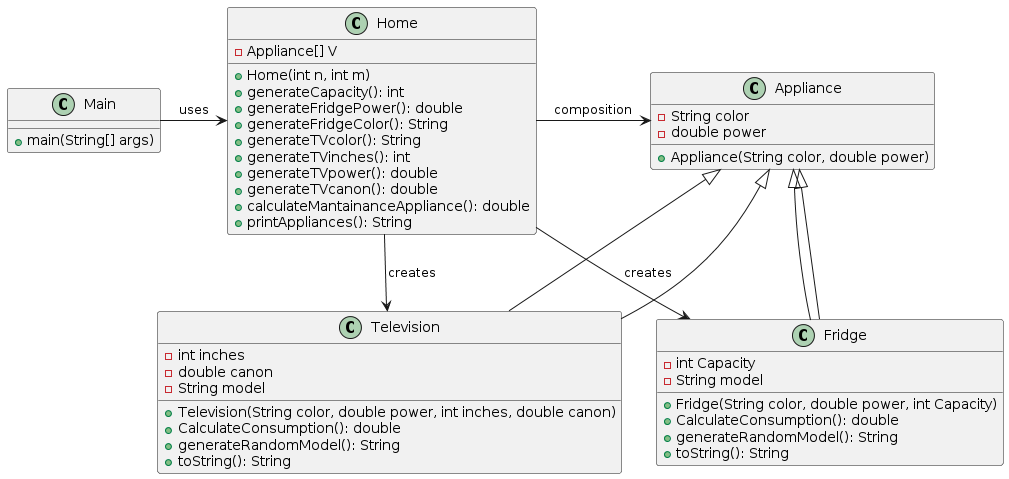 C Main
main(String[] args)
uses
C Home
Appliance[] V
Home(int n, int m)
generateCapacity(): int
generateFridgePower(): double
generateFridgeColor(): String
generateTVcolor(): String
generateTVinches(): int
generateTVpower(): double
generateTVcanon(): double
calculateMantainanceAppliance(): double
printAppliances(): String
composition
C Appliance
String color
double power
Appliance(String color, double power)
creates
creates
C Television
int inches
double canon
String model
Television(String color, double power, int inches, double canon)
CalculateConsumption(): double
generateRandomModel(): String
toString(): String
C Fridge
int Capacity
String model
Fridge(String color, double power, int Capacity)
CalculateConsumption(): double
generateRandomModel(): String
toString(): String